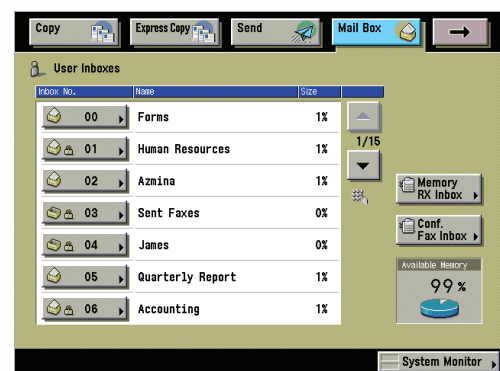 Copy
Express Copy
Send
Mail Box
User Inboxes
Inbox No. Name Size
00 Forms 1%
01 Human Resources 1%
02 Azmina 1%
03 Sent Faxes 0%
04 James 0%
05 Quarterly Report 1%
06 Accounting 1%
1/15
Memory
RX Inbox
Conf.
Fax Inbox
Available Memory
99 %
System Monitor